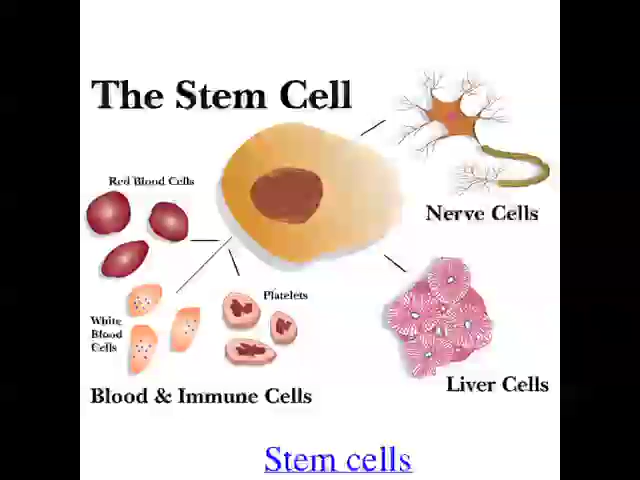 The Stem Cell
Red Blood Cells
Nerve Cells
Platelets
White
Blood
Cells
Liver Cells
Blood & Immune Cells
Stem cells